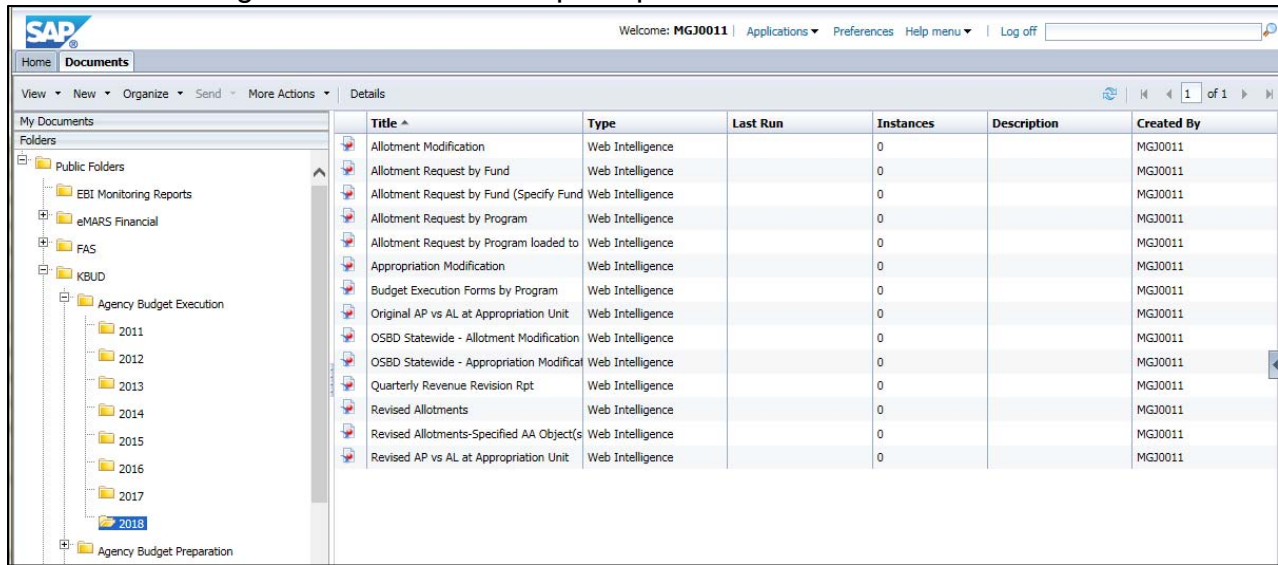 SAP
Welcome: MGJ0011 | Applications Preferences Help menu | Log off
Home Documents
View New Organize Send More Actions Details 1 of 1
My Documents
Folders
Public Folders
EBI Monitoring Reports
eMARS Financial
FAS
KBUD
Agency Budget Execution
2011
2012
2013
2014
2015
2016
2017
2018
Agency Budget Preparation
Title Type Last Run Instances Description Created By
Allotment Modification Web Intelligence 0 MGJ0011
Allotment Request by Fund Web Intelligence 0 MGJ0011
Allotment Request by Fund (Specify Fund Web Intelligence 0 MGJ0011
Allotment Request by Program Web Intelligence 0 MGJ0011
Allotment Request by Program loaded to Web Intelligence 0 MGJ0011
Appropriation Modification Web Intelligence 0 MGJ0011
Budget Execution Forms by Program Web Intelligence 0 MGJ0011
Original AP vs AL at Appropriation Unit Web Intelligence 0 MGJ0011
OSBD Statewide - Allotment Modification Web Intelligence 0 MGJ0011
OSBD Statewide - Appropriation Modificat Web Intelligence 0 MGJ0011
Quarterly Revenue Revision Rpt Web Intelligence 0 MGJ0011
Revised Allotments Web Intelligence 0 MGJ0011
Revised Allotments-Specified AA Object(s Web Intelligence 0 MGJ0011
Revised AP vs AL at Appropriation Unit Web Intelligence 0 MGJ0011